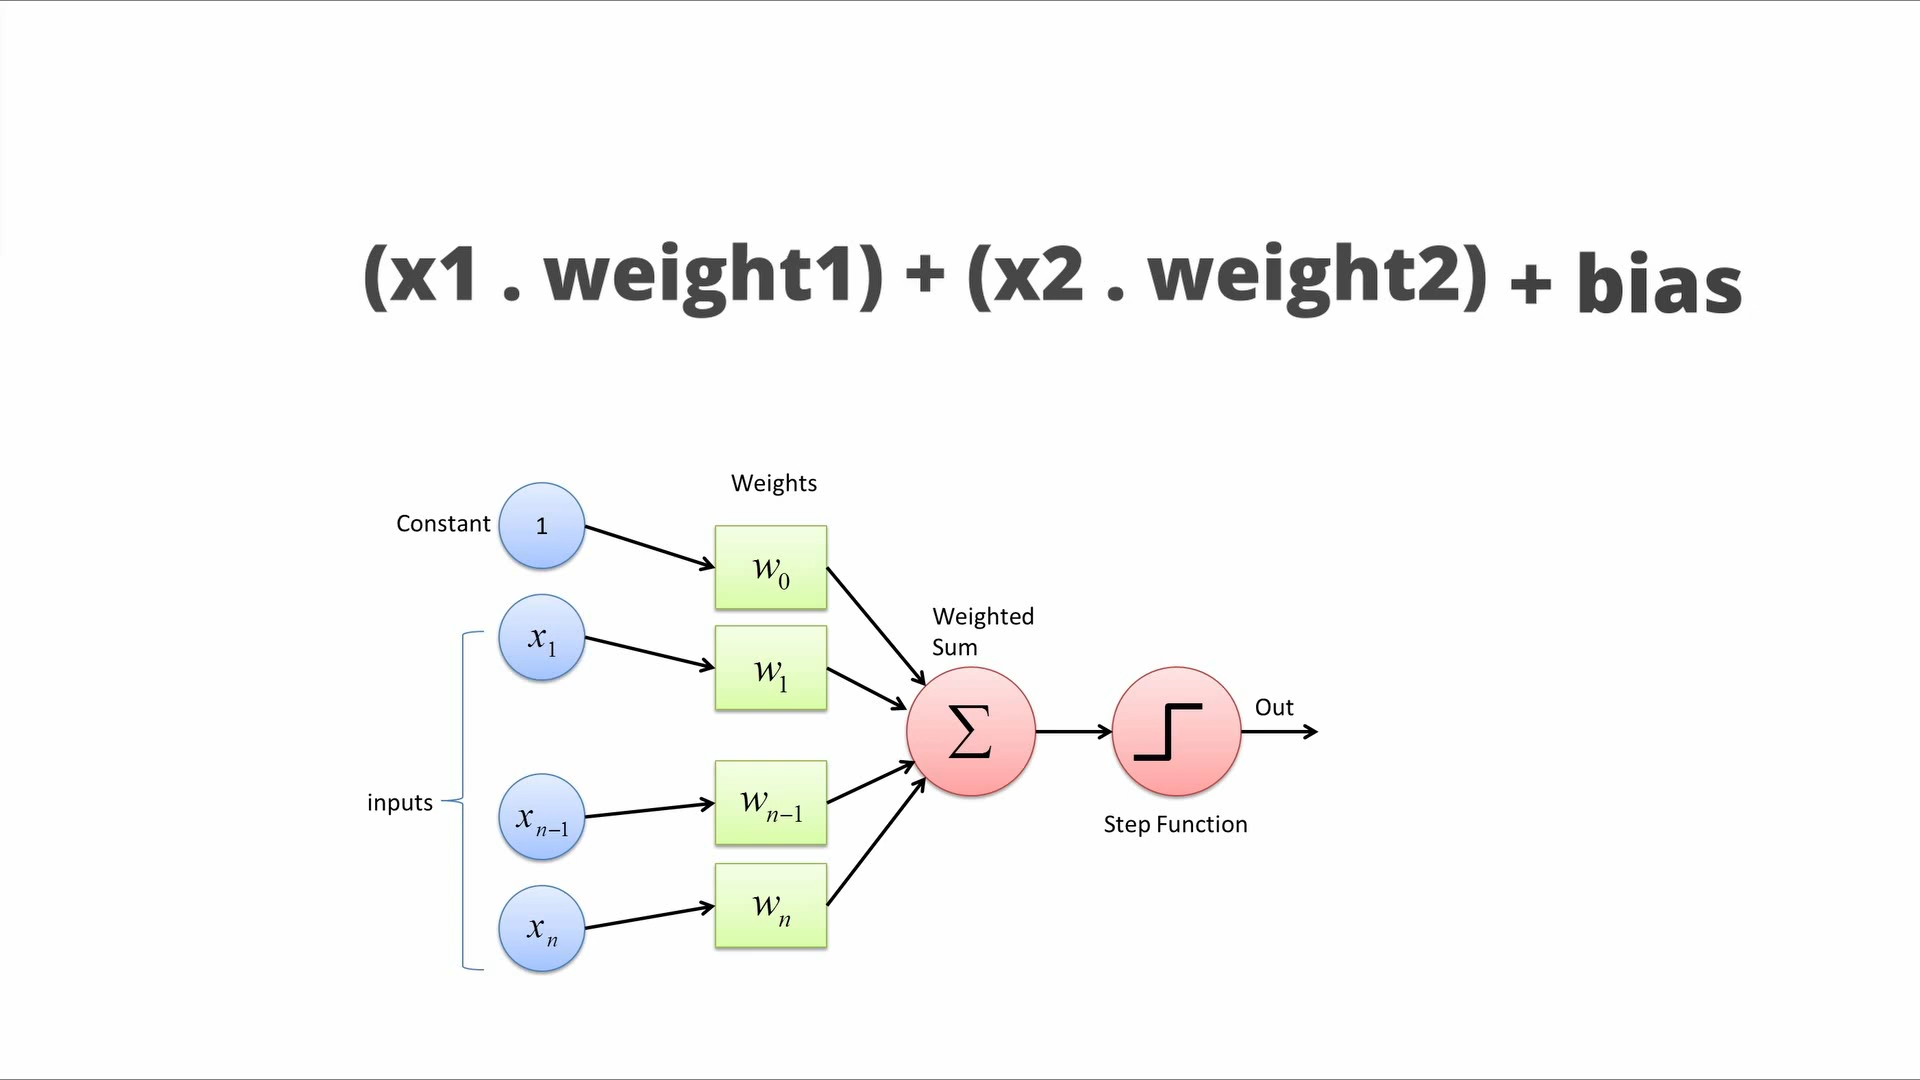 (x1 . weight1) + (x2 . weight2) + bias
Weights
Constant
1
w0
x1
w1
Weighted
Sum
Σ
Out
inputs
xn−1
wn−1
Step Function
xn
wn